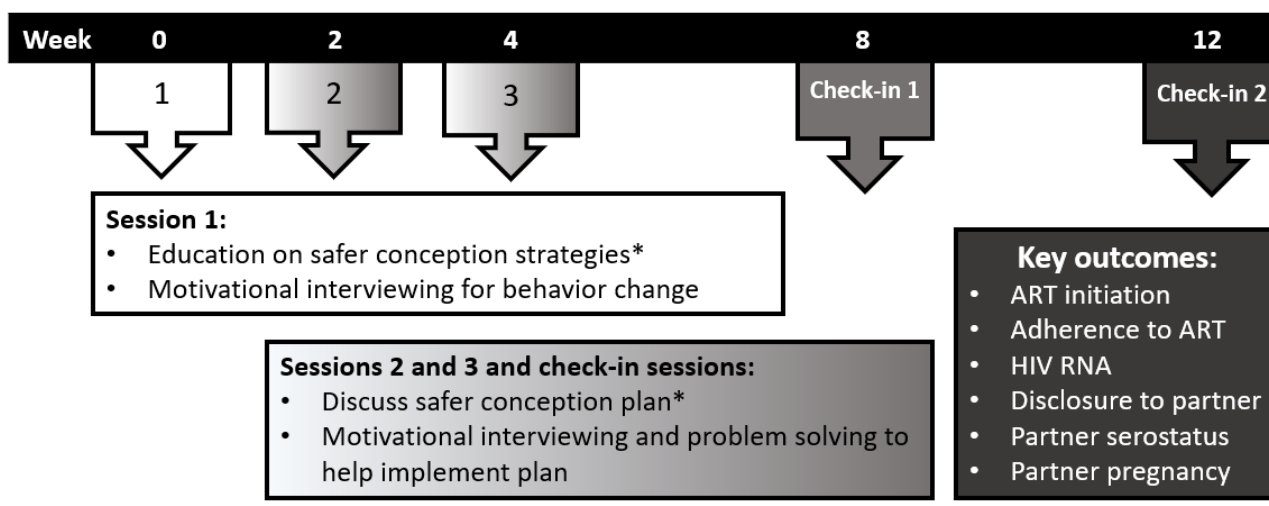 Week 0 2 4 8 12
1 2 3 Check-in 1 Check-in 2
Session 1:
• Education on safer conception strategies*
• Motivational interviewing for behavior change
Sessions 2 and 3 and check-in sessions:
• Discuss safer conception plan*
• Motivational interviewing and problem solving to
help implement plan
Key outcomes:
• ART initiation
• Adherence to ART
• HIV RNA
• Disclosure to partner
• Partner serostatus
• Partner pregnancy